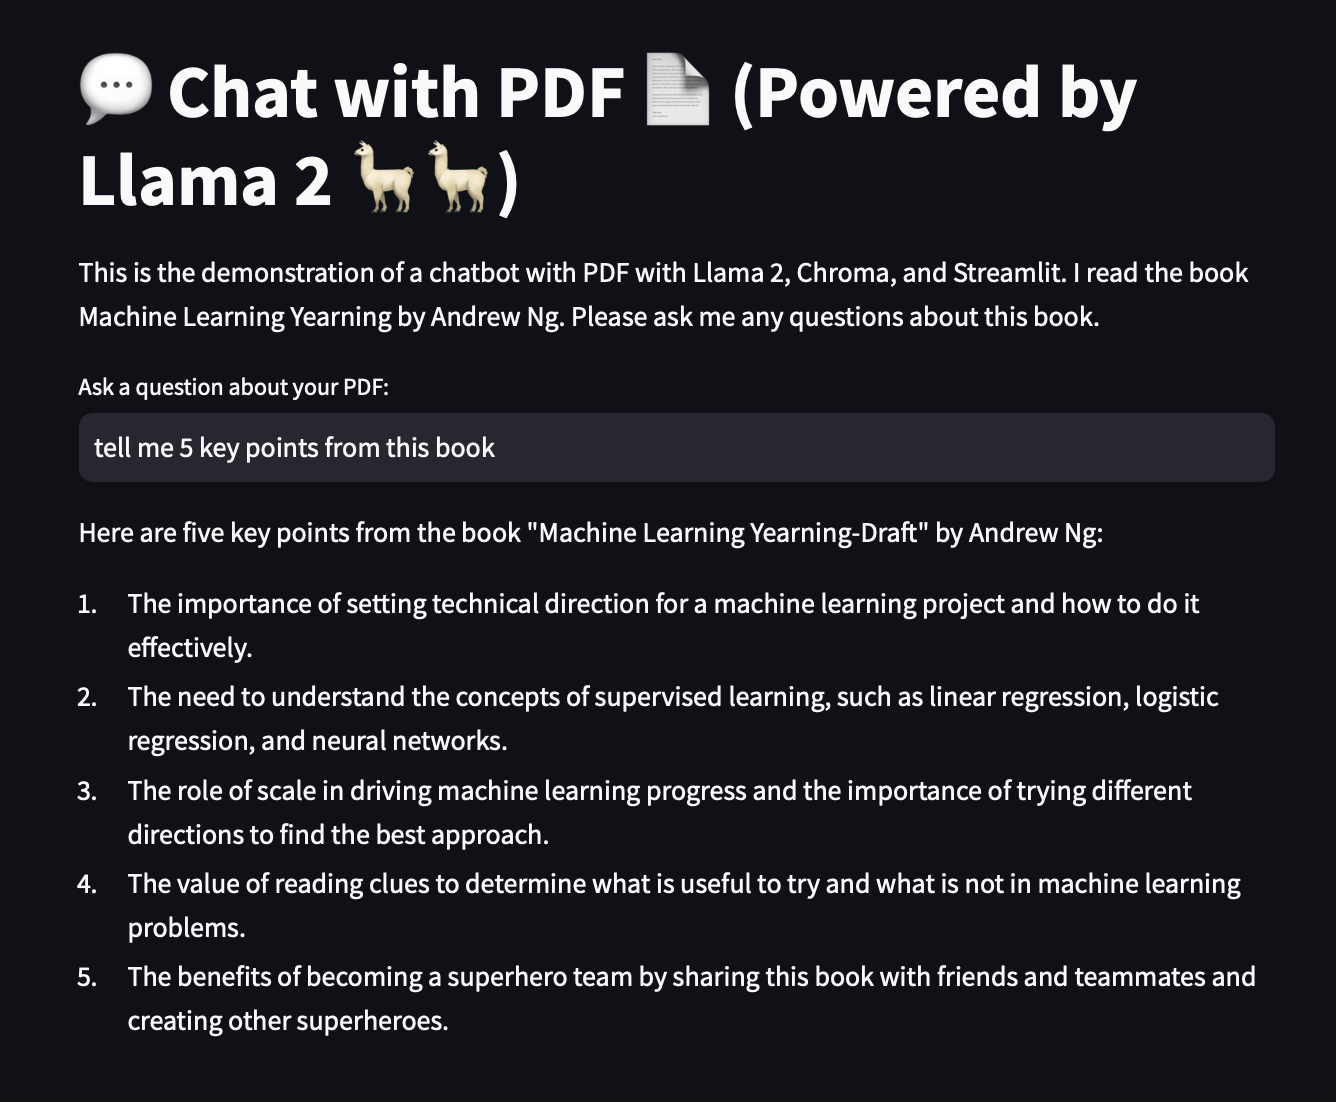 💬 Chat with PDF 📄 (Powered by
Llama 2 🦙🦙)
This is the demonstration of a chatbot with PDF with Llama 2, Chroma, and Streamlit. I read the book
Machine Learning Yearning by Andrew Ng. Please ask me any questions about this book.
Ask a question about your PDF:
tell me 5 key points from this book
Here are five key points from the book "Machine Learning Yearning-Draft" by Andrew Ng:
1. The importance of setting technical direction for a machine learning project and how to do it
effectively.
2. The need to understand the concepts of supervised learning, such as linear regression, logistic
regression, and neural networks.
3. The role of scale in driving machine learning progress and the importance of trying different
directions to find the best approach.
4. The value of reading clues to determine what is useful to try and what is not in machine learning
problems.
5. The benefits of becoming a superhero team by sharing this book with friends and teammates and
creating other superheroes.